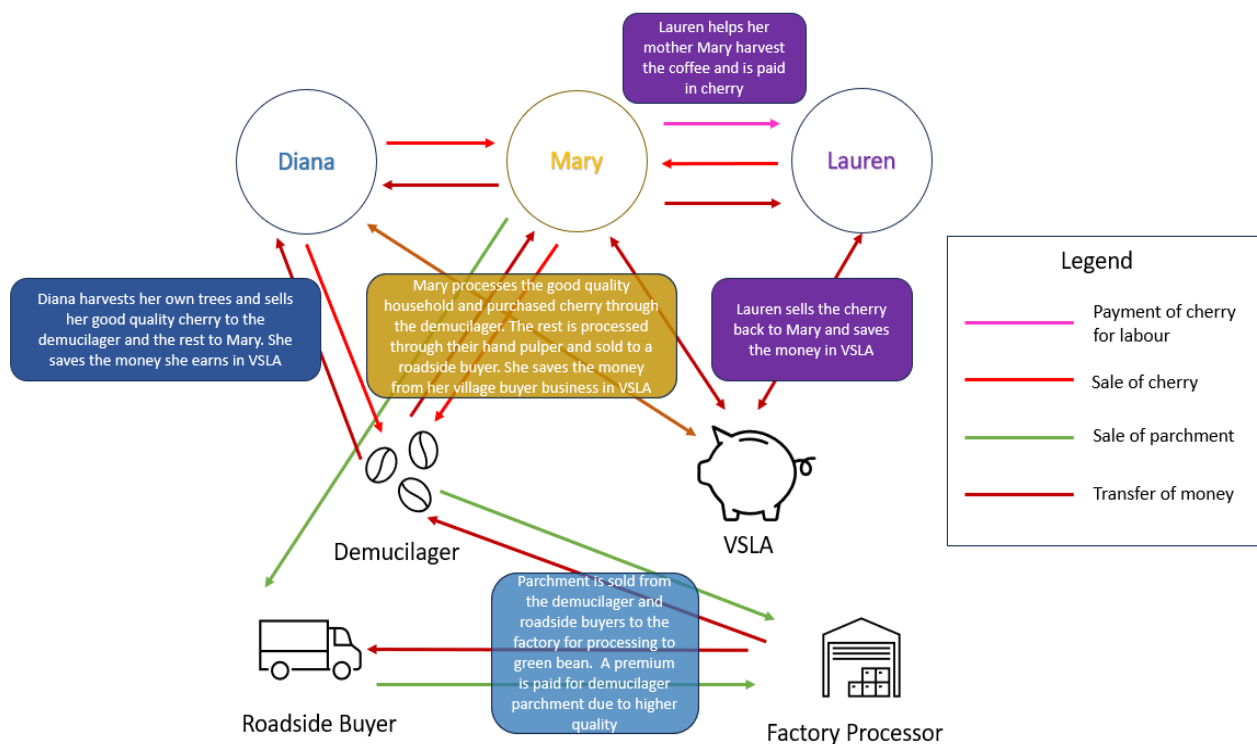 Lauren helps her
mother Mary harvest
the coffee and is paid
in cherry
Diana
Mary
Lauren
Diana harvests her own trees and sells
her good quality cherry to the
demucilager and the rest to Mary. She
saves the money she earns in VSLA
Mary processes the good quality
household and purchased cherry through
the demucilager. The rest is processed
through their hand pulper and sold to a
roadside buyer. She saves the money
from her village buyer business in VSLA
Lauren sells the cherry
back to Mary and saves
the money in VSLA
Legend
Payment of cherry
for labour
Sale of cherry
Sale of parchment
Transfer of money
Demucilager
VSLA
Parchment is sold from
the demucilager and
roadside buyers to the
factory for processing to
green bean.  A premium
is paid for demucilager
parchment due to higher
quality
Roadside Buyer
Factory Processor